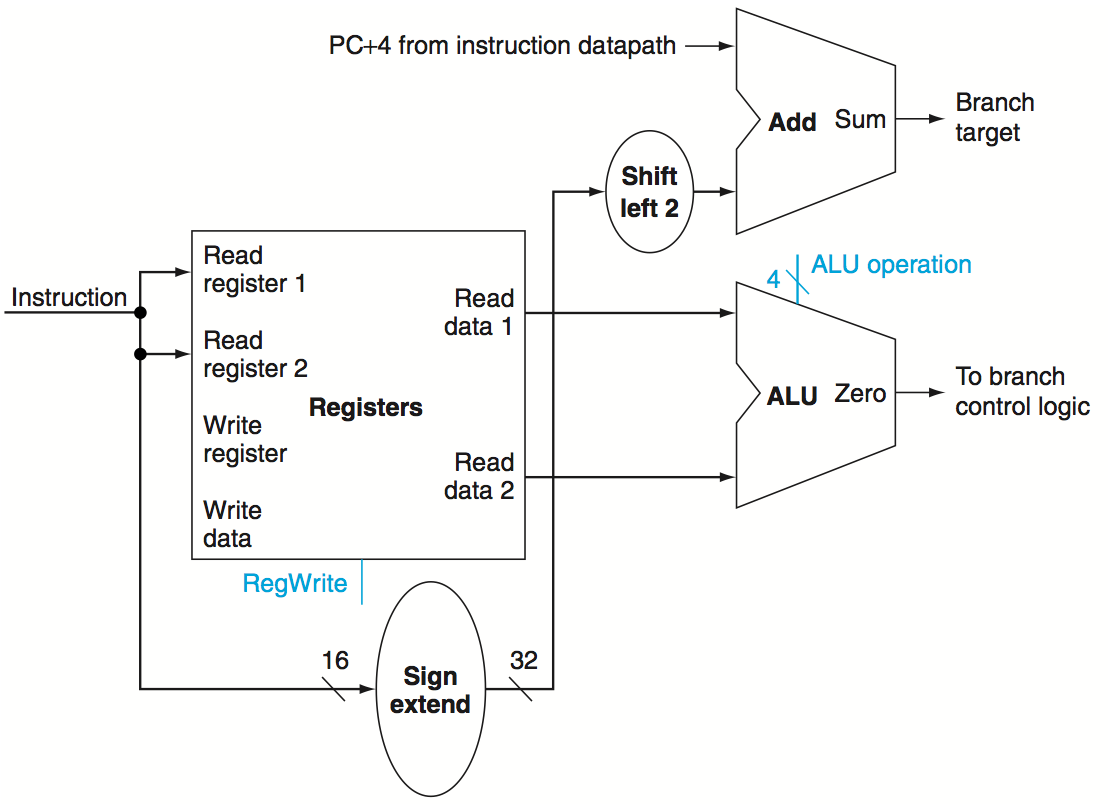 PC+4 from instruction datapath
Add Sum
Branch
target
Shift
left 2
ALU operation
4
Instruction
Read
register 1
Read
register 2
Write
register
Write
data
Registers
Read
data 1
Read
data 2
ALU Zero
To branch
control logic
RegWrite
16
Sign
extend
32